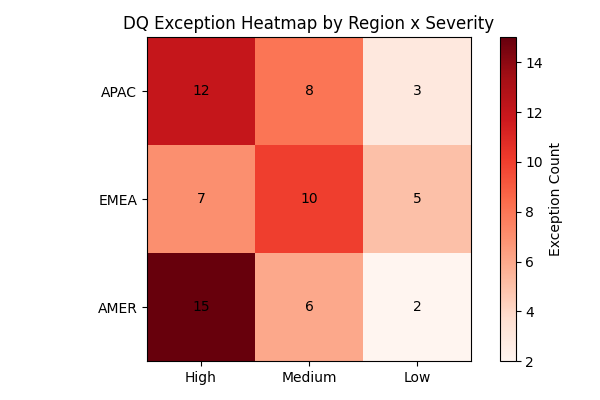 DQ Exception Heatmap by Region x Severity
APAC 12 8 3
EMEA 7 10 5
AMER 15 6 2
High Medium Low
14
12
10
8
6
4
2
Exception Count